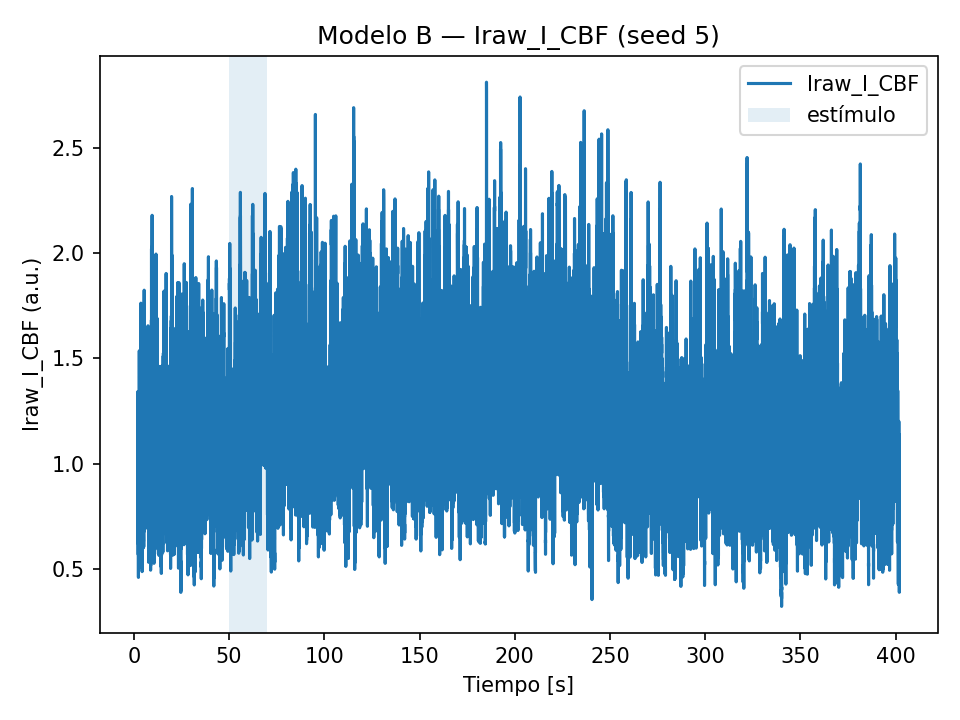 Modelo B — Iraw_I_CBF (seed 5)
Iraw_I_CBF
estímulo
Iraw_I_CBF (a.u.)
2.5
2.0
1.5
1.0
0.5
0 50 100 150 200 250 300 350 400
Tiempo [s]